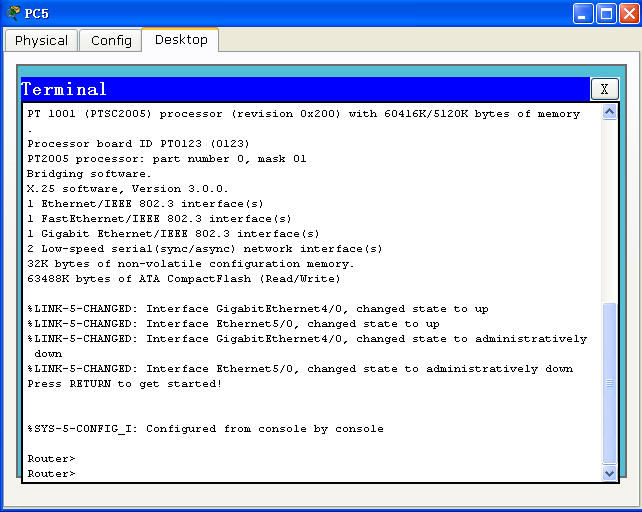 PC5
Physical Config Desktop
Terminal X
PT 1001 (PTSC2005) processor (revision 0x200) with 60416K/5120K bytes of memory
.
Processor board ID PT0123 (0123)
PT2005 processor: part number 0, mask 01
Bridging software.
X.25 software, Version 3.0.0.
1 Ethernet/IEEE 802.3 interface(s)
1 FastEthernet/IEEE 802.3 interface(s)
1 Gigabit Ethernet/IEEE 802.3 interface(s)
2 Low-speed serial(sync/async) network interface(s)
32K bytes of non-volatile configuration memory.
63488K bytes of ATA CompactFlash (Read/Write)
%LINK-5-CHANGED: Interface GigabitEthernet4/0, changed state to up
%LINK-5-CHANGED: Interface Ethernet5/0, changed state to up
%LINK-5-CHANGED: Interface GigabitEthernet4/0, changed state to administratively
down
%LINK-5-CHANGED: Interface Ethernet5/0, changed state to administratively down
Press RETURN to get started!
%SYS-5-CONFIG_I: Configured from console by console
Router>
Router>